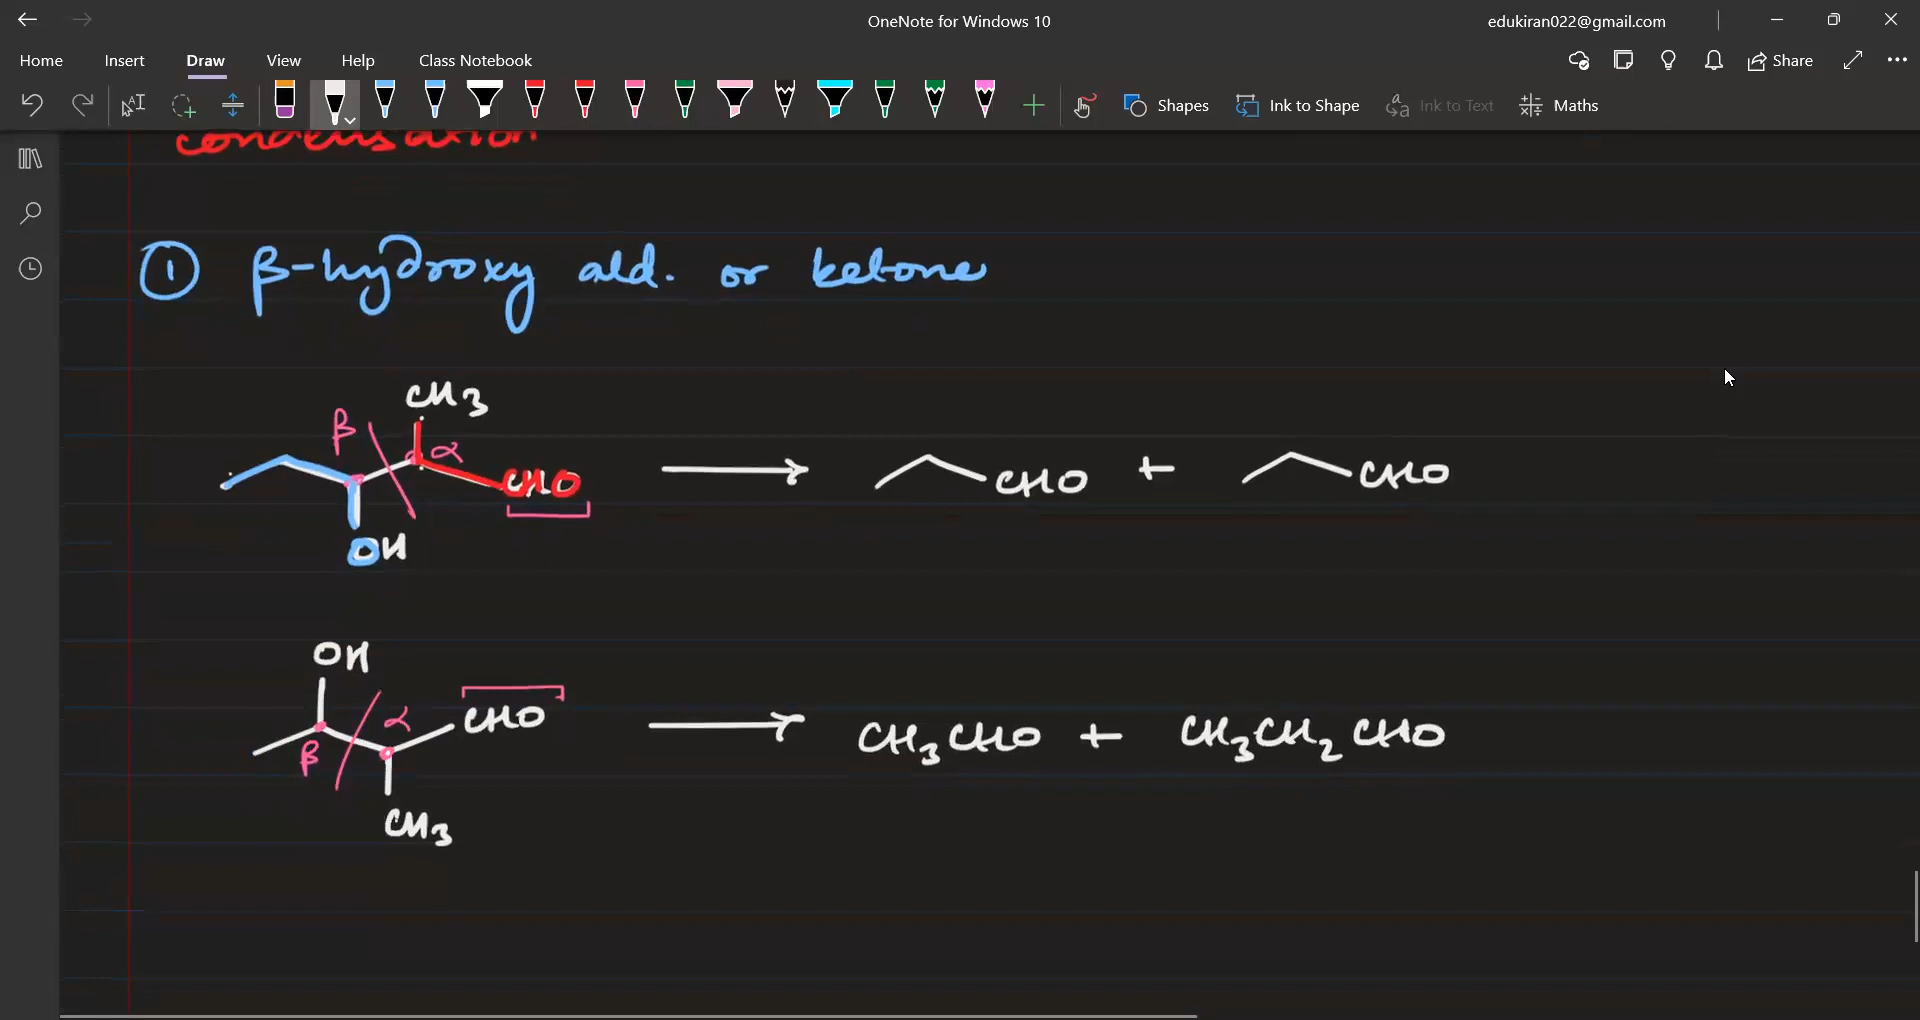 OneNote for Windows 10
edukiran022@gmail.com
Home Insert Draw View Help Class Notebook
Share
Shapes Ink to Shape Ink to Text Maths
condensation
① β-hydroxy ald. or ketone
CH3
β α
CHO → CHO + CHO
OH
OH
α CHO → CH3CHO + CH3CH2CHO
β
CH3